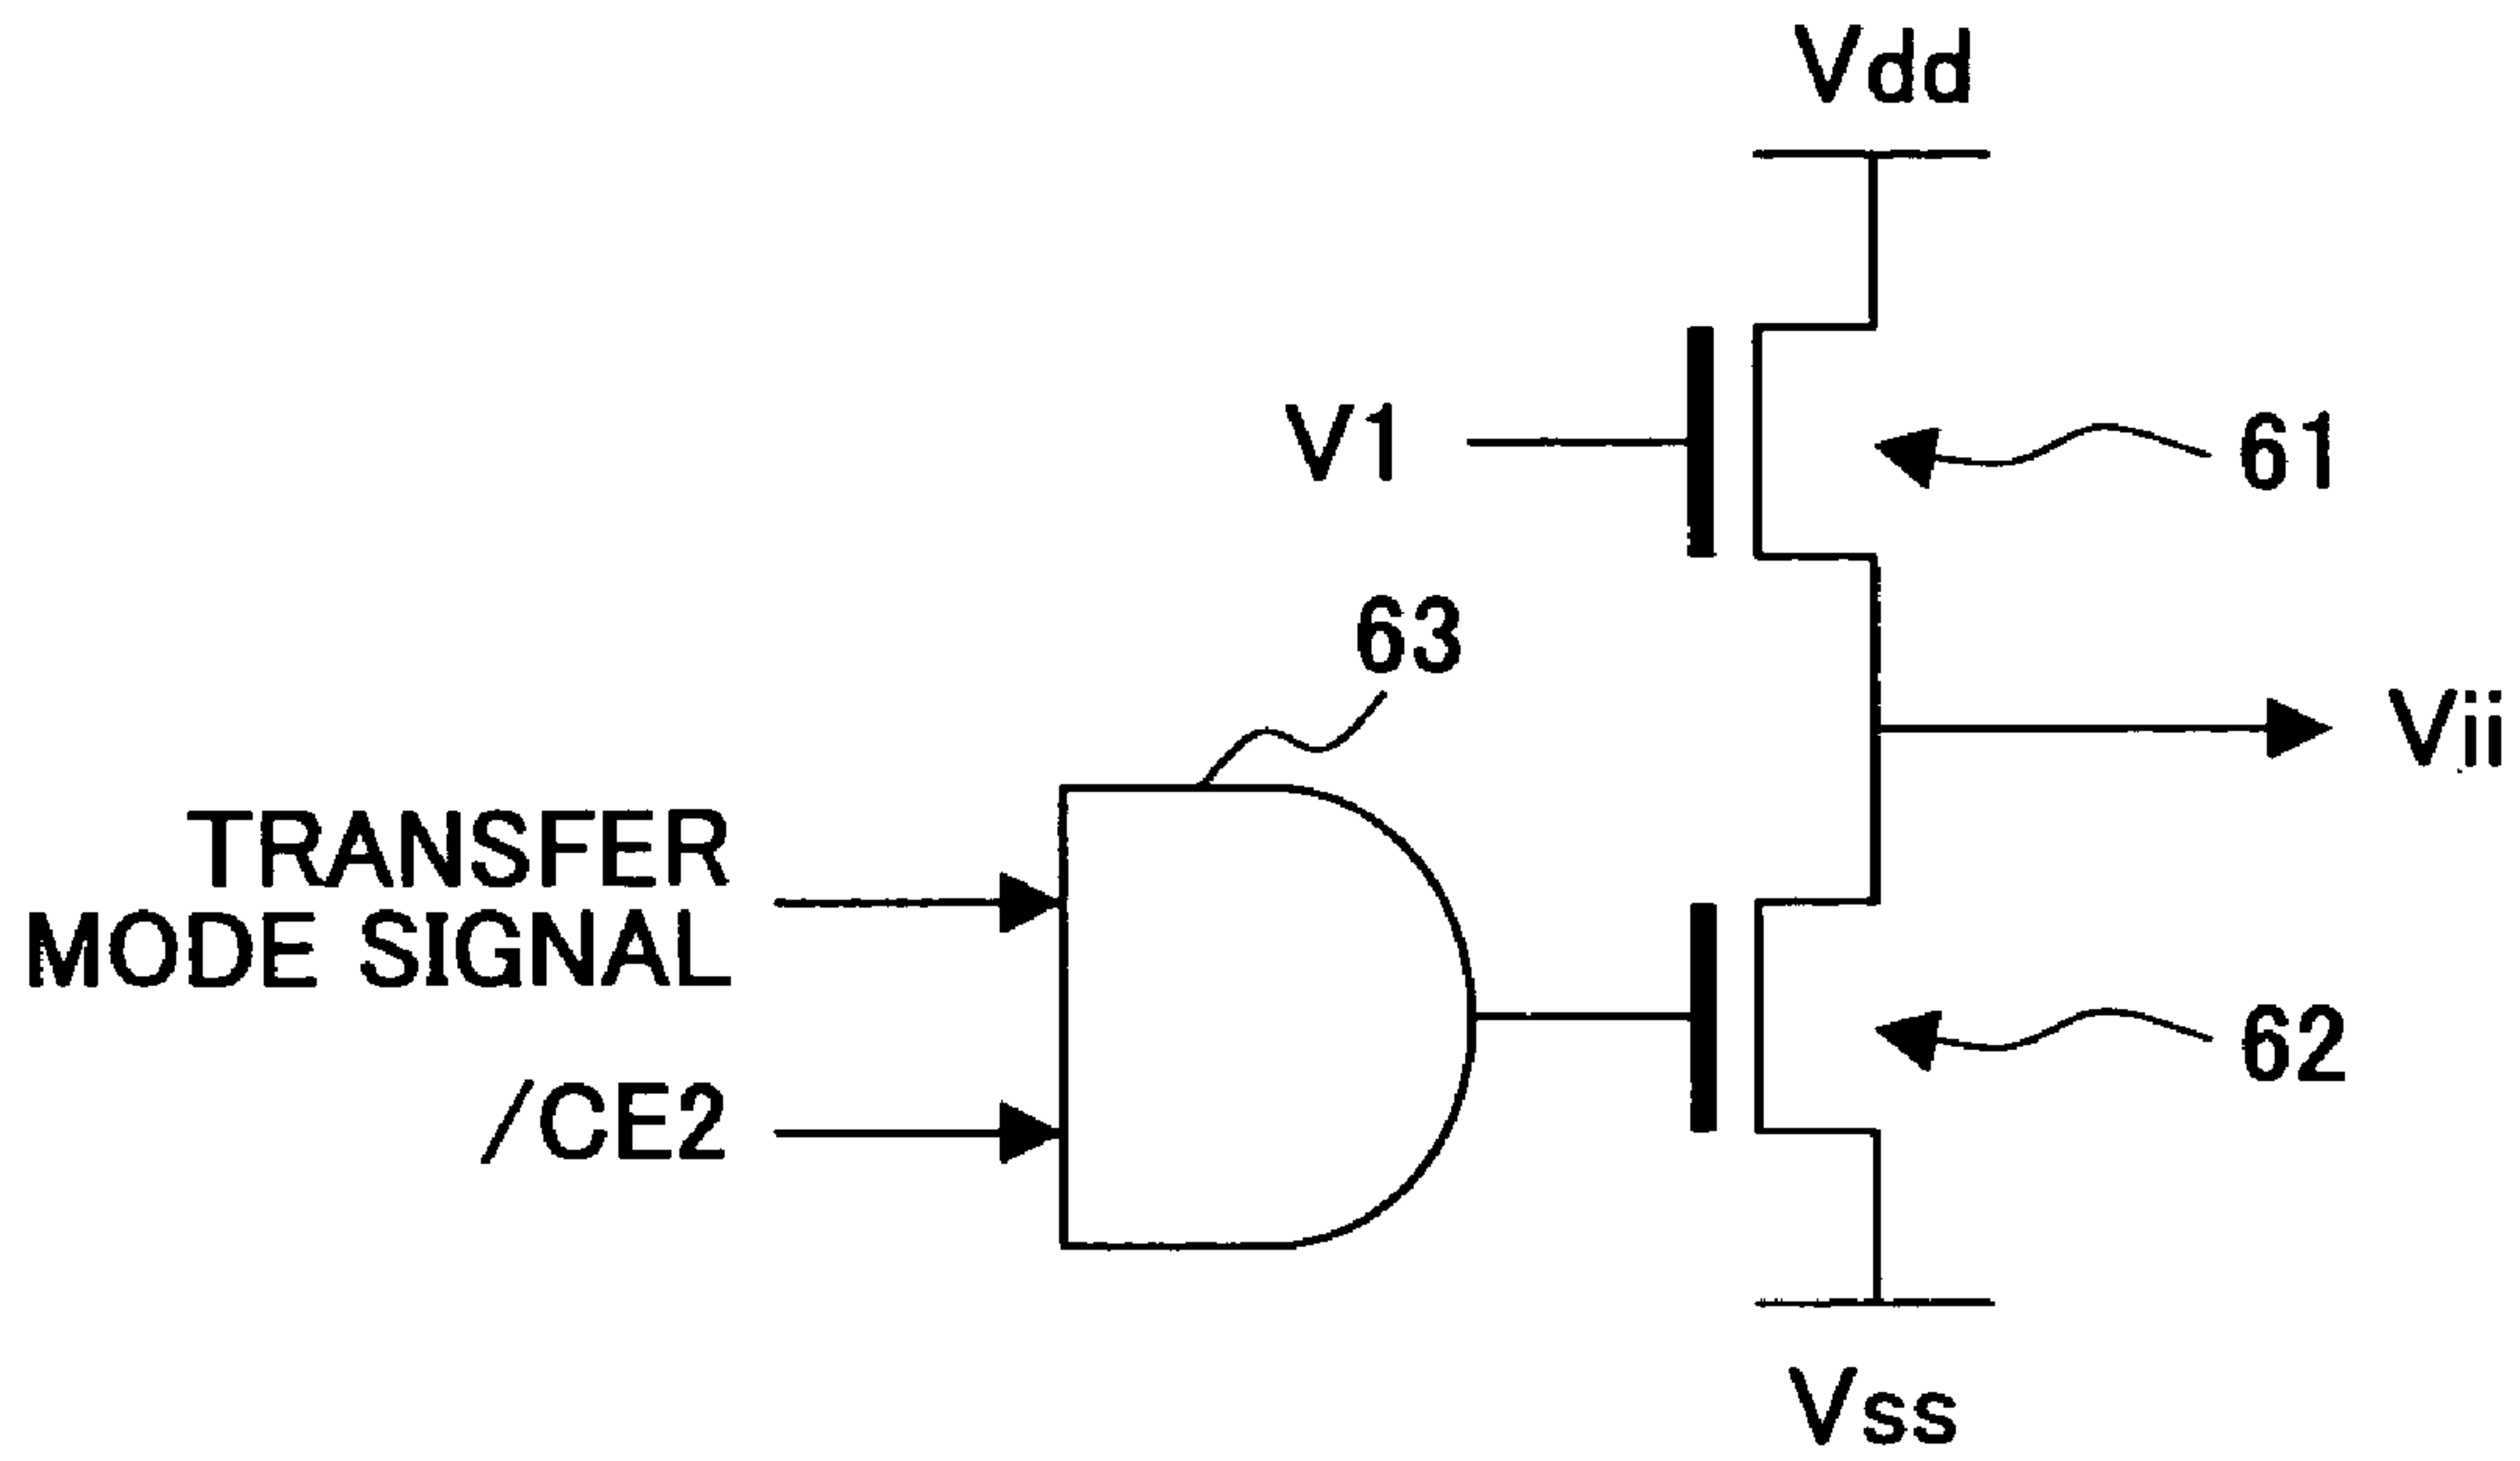 Vdd
V1
61
63
Vii
TRANSFER
MODE SIGNAL
/CE2
62
Vss